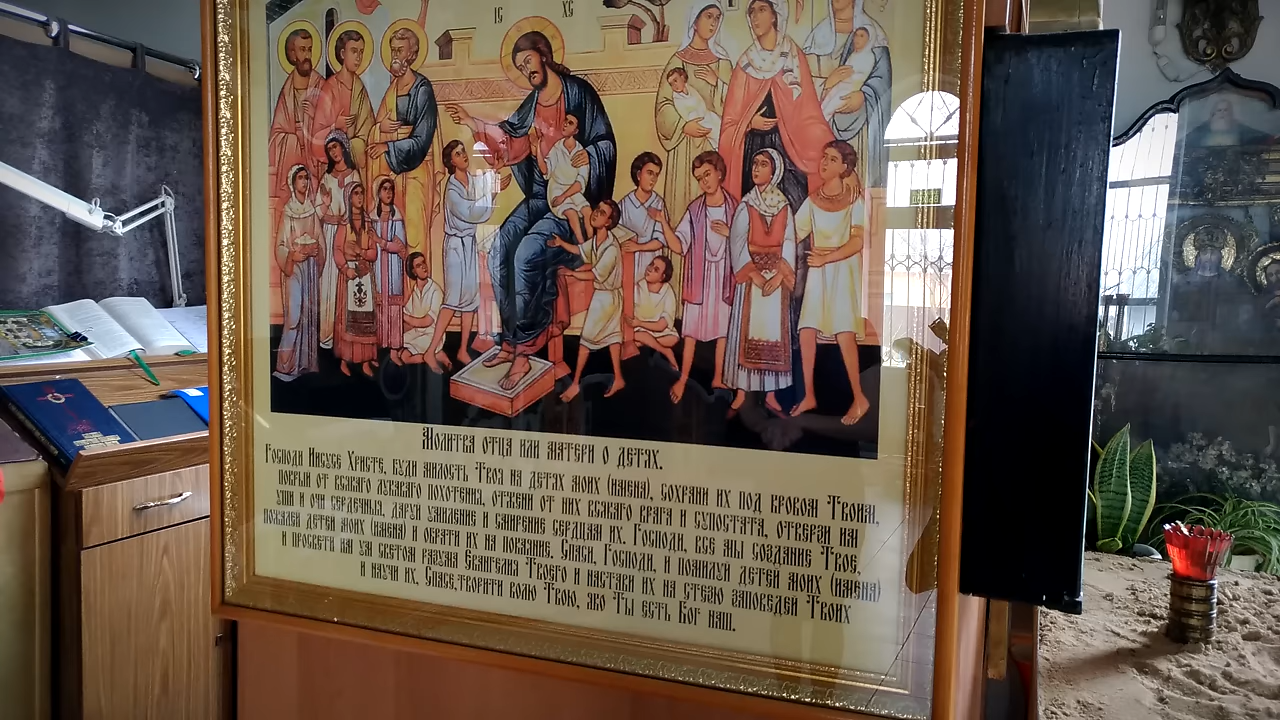 ІС ХС
Молитва отца или матери о детях.
Господи Иисусе Христе, буди милость Твоя на детях моих (имена), сохрани их под кровом Твоим,
покрый от всякаго лукаваго похотения, отжени от них всякаго врага и супостата, отверзи им
уши и очи сердечныя, даруй умиление и смирение сердцам их. Господи, все мы создание Твое,
пожалей детей моих (имена) и обрати их на покаяние. Спаси, Господи, и помилуй детей моих (имена)
и просвети им ум светом разума Евангелия Твоего и настави их на стезю заповедей Твоих
и научи их, Спасе, творити волю Твою, яко Ты еси Бог наш.